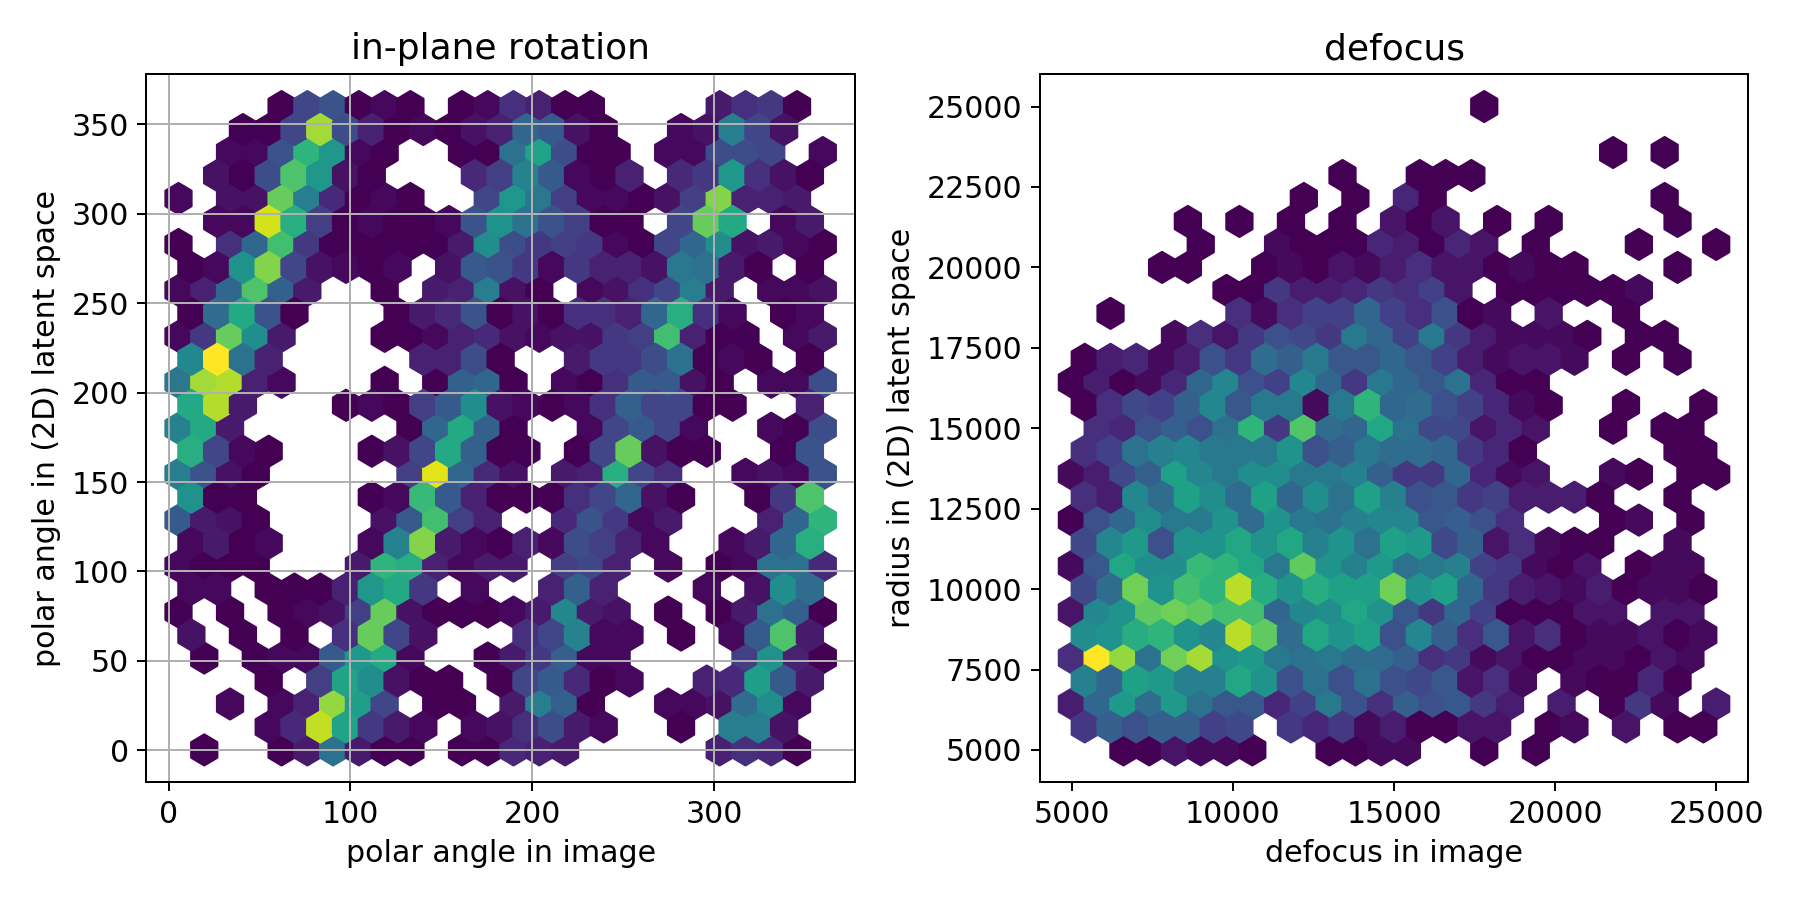 in-plane rotation
polar angle in (2D) latent space
350
300
250
200
150
100
50
0
0 100 200 300
polar angle in image
defocus
radius in (2D) latent space
25000
22500
20000
17500
15000
12500
10000
7500
5000
5000 10000 15000 20000 25000
defocus in image